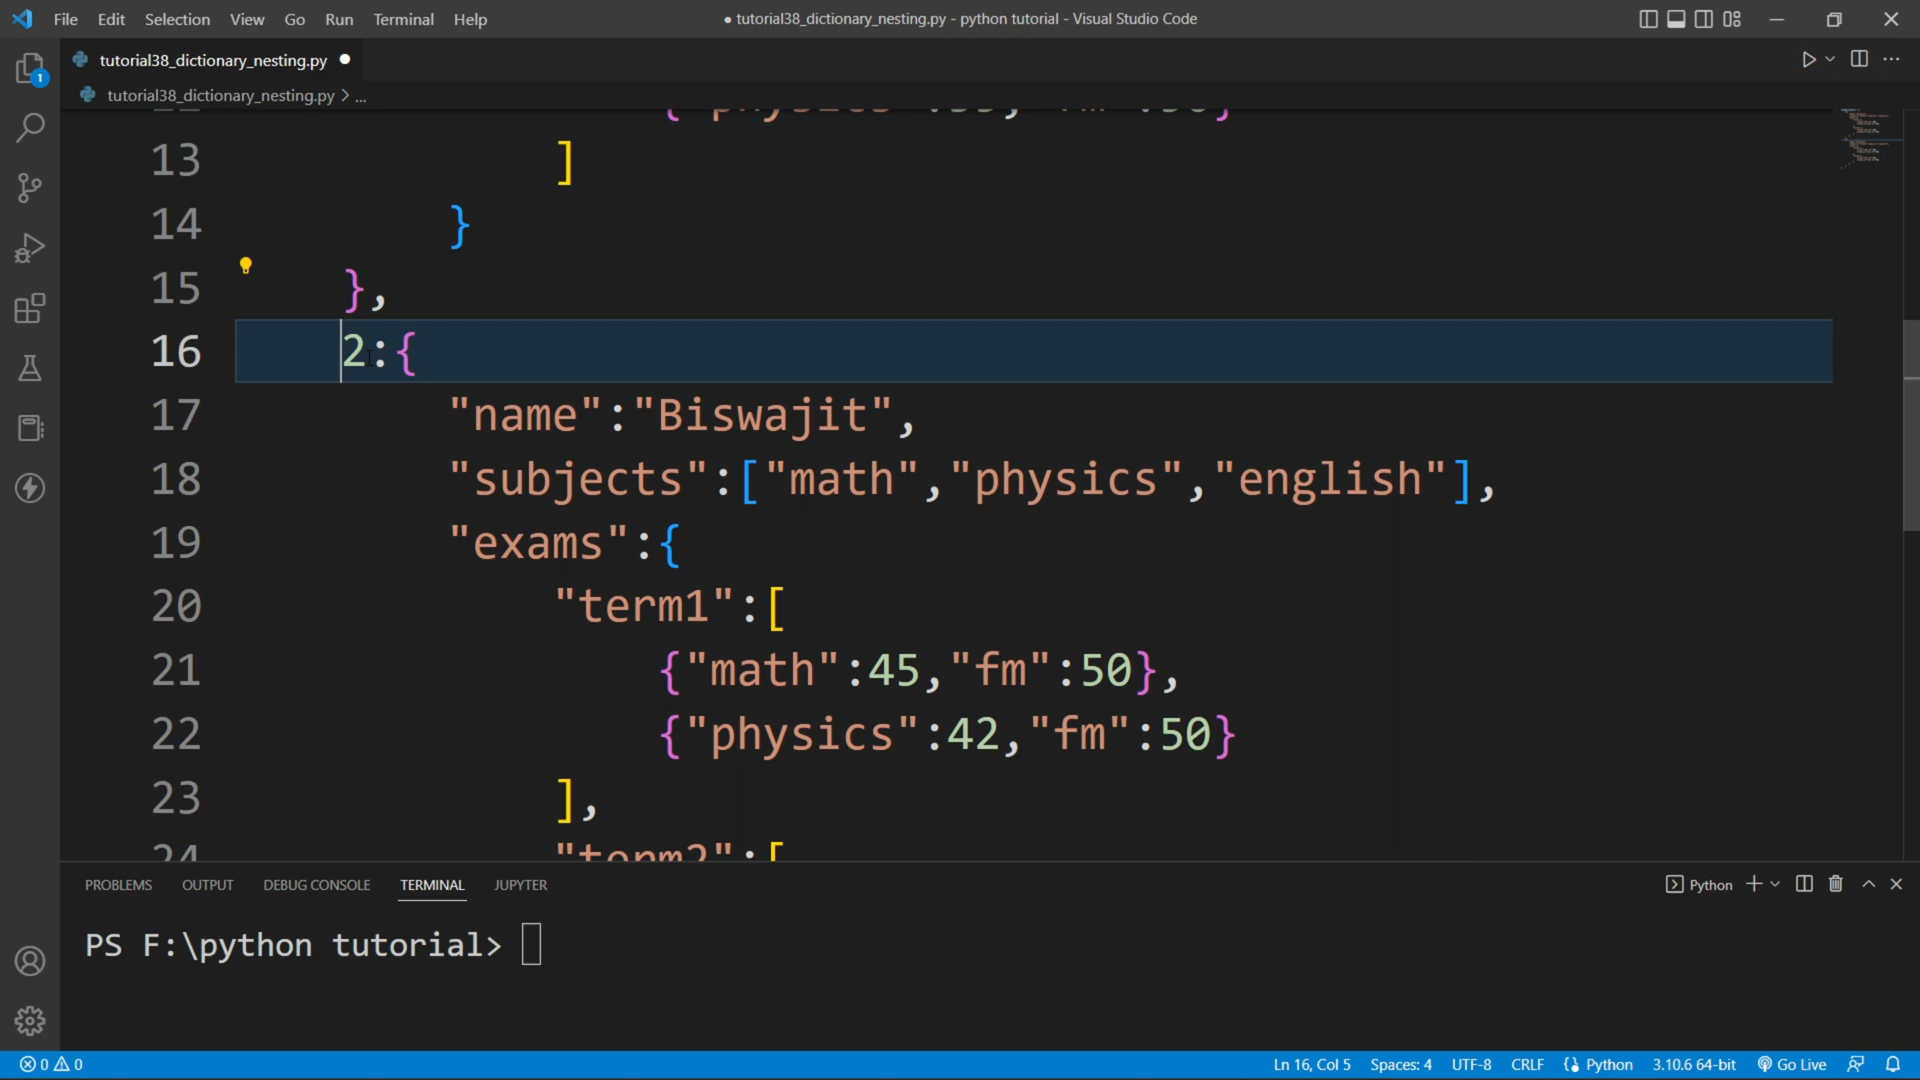 File Edit Selection View Go Run Terminal Help
● tutorial38_dictionary_nesting.py - python tutorial - Visual Studio Code
tutorial38_dictionary_nesting.py ●
1
tutorial38_dictionary_nesting.py > ...
13 ]
14 }
15 },
16 2:{
17 "name":"Biswajit",
18 "subjects":["math","physics","english"],
19 "exams":{
20 "term1":[
21 {"math":45,"fm":50},
22 {"physics":42,"fm":50}
23 ],
24 "term2":[
PROBLEMS OUTPUT DEBUG CONSOLE TERMINAL JUPYTER
Python
PS F:\python tutorial>
0 0
Ln 16, Col 5 Spaces: 4 UTF-8 CRLF Python 3.10.6 64-bit Go Live